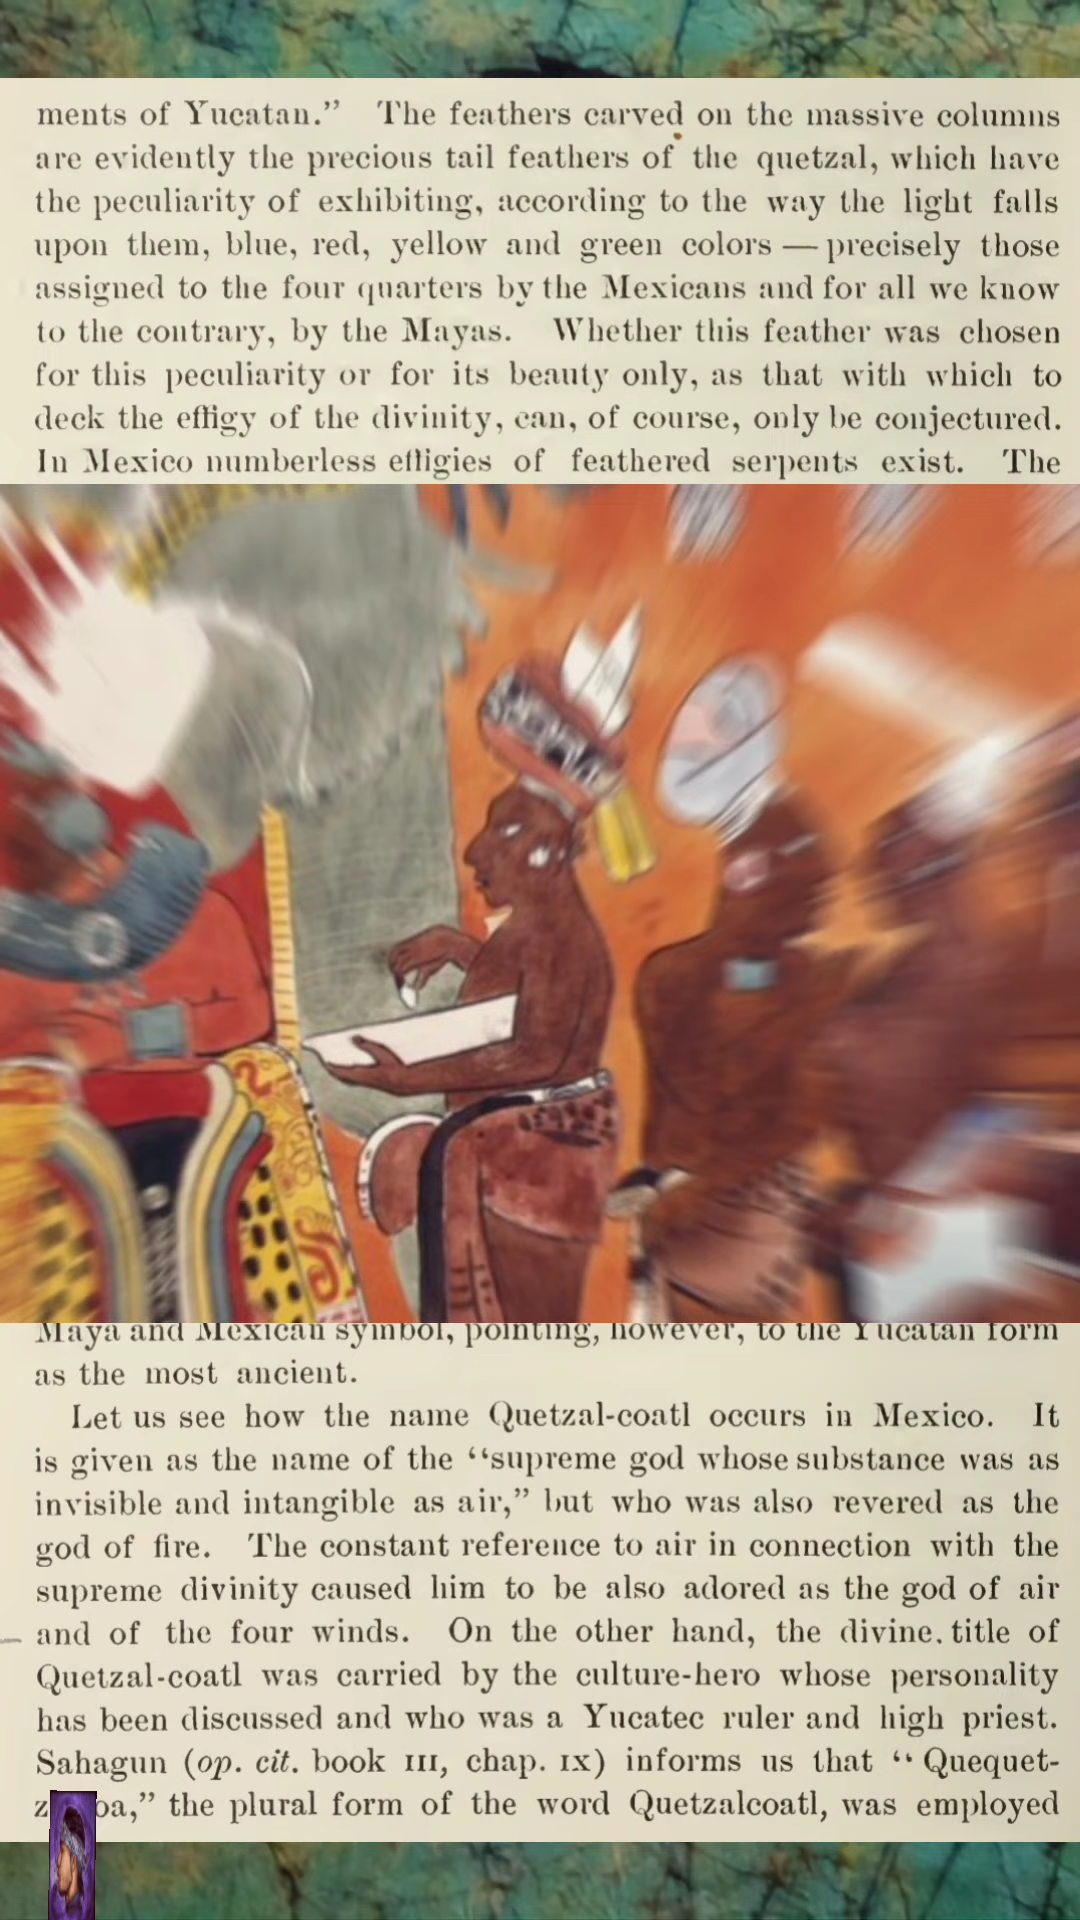 ments of Yucatan.” The feathers carved on the massive columns
are evidently the precious tail feathers of the quetzal, which have
the peculiarity of exhibiting, according to the way the light falls
upon them, blue, red, yellow and green colors — precisely those
assigned to the four quarters by the Mexicans and for all we know
to the contrary, by the Mayas. Whether this feather was chosen
for this peculiarity or for its beauty only, as that with which to
deck the effigy of the divinity, can, of course, only be conjectured.
In Mexico numberless effigies of feathered serpents exist. The
Maya and Mexican symbol, pointing, however, to the Yucatan form
as the most ancient.
Let us see how the name Quetzal-coatl occurs in Mexico. It
is given as the name of the “supreme god whose substance was as
invisible and intangible as air,” but who was also revered as the
god of fire. The constant reference to air in connection with the
supreme divinity caused him to be also adored as the god of air
and of the four winds. On the other hand, the divine. title of
Quetzal-coatl was carried by the culture-hero whose personality
has been discussed and who was a Yucatec ruler and high priest.
Sahagun (op. cit. book III, chap. IX) informs us that “ Quequet-
the plural form of the word Quetzalcoatl, was employed